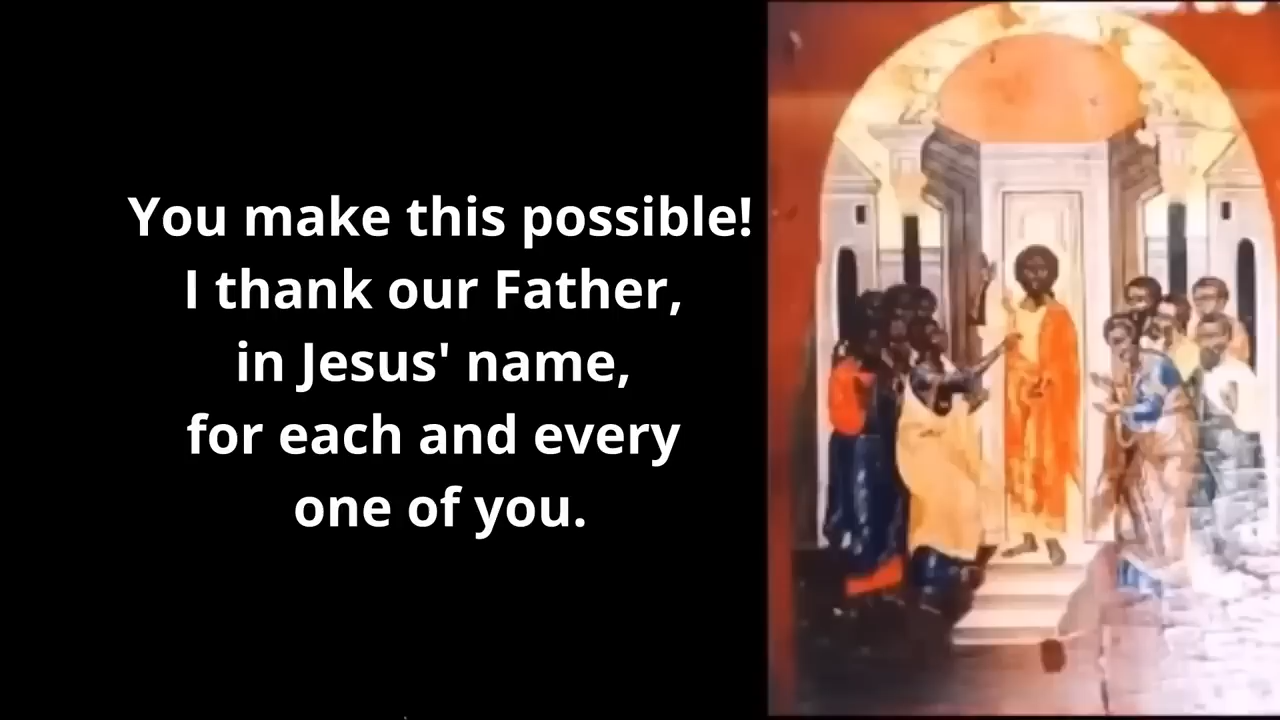 You make this possible!
I thank our Father,
in Jesus' name,
for each and every
one of you.